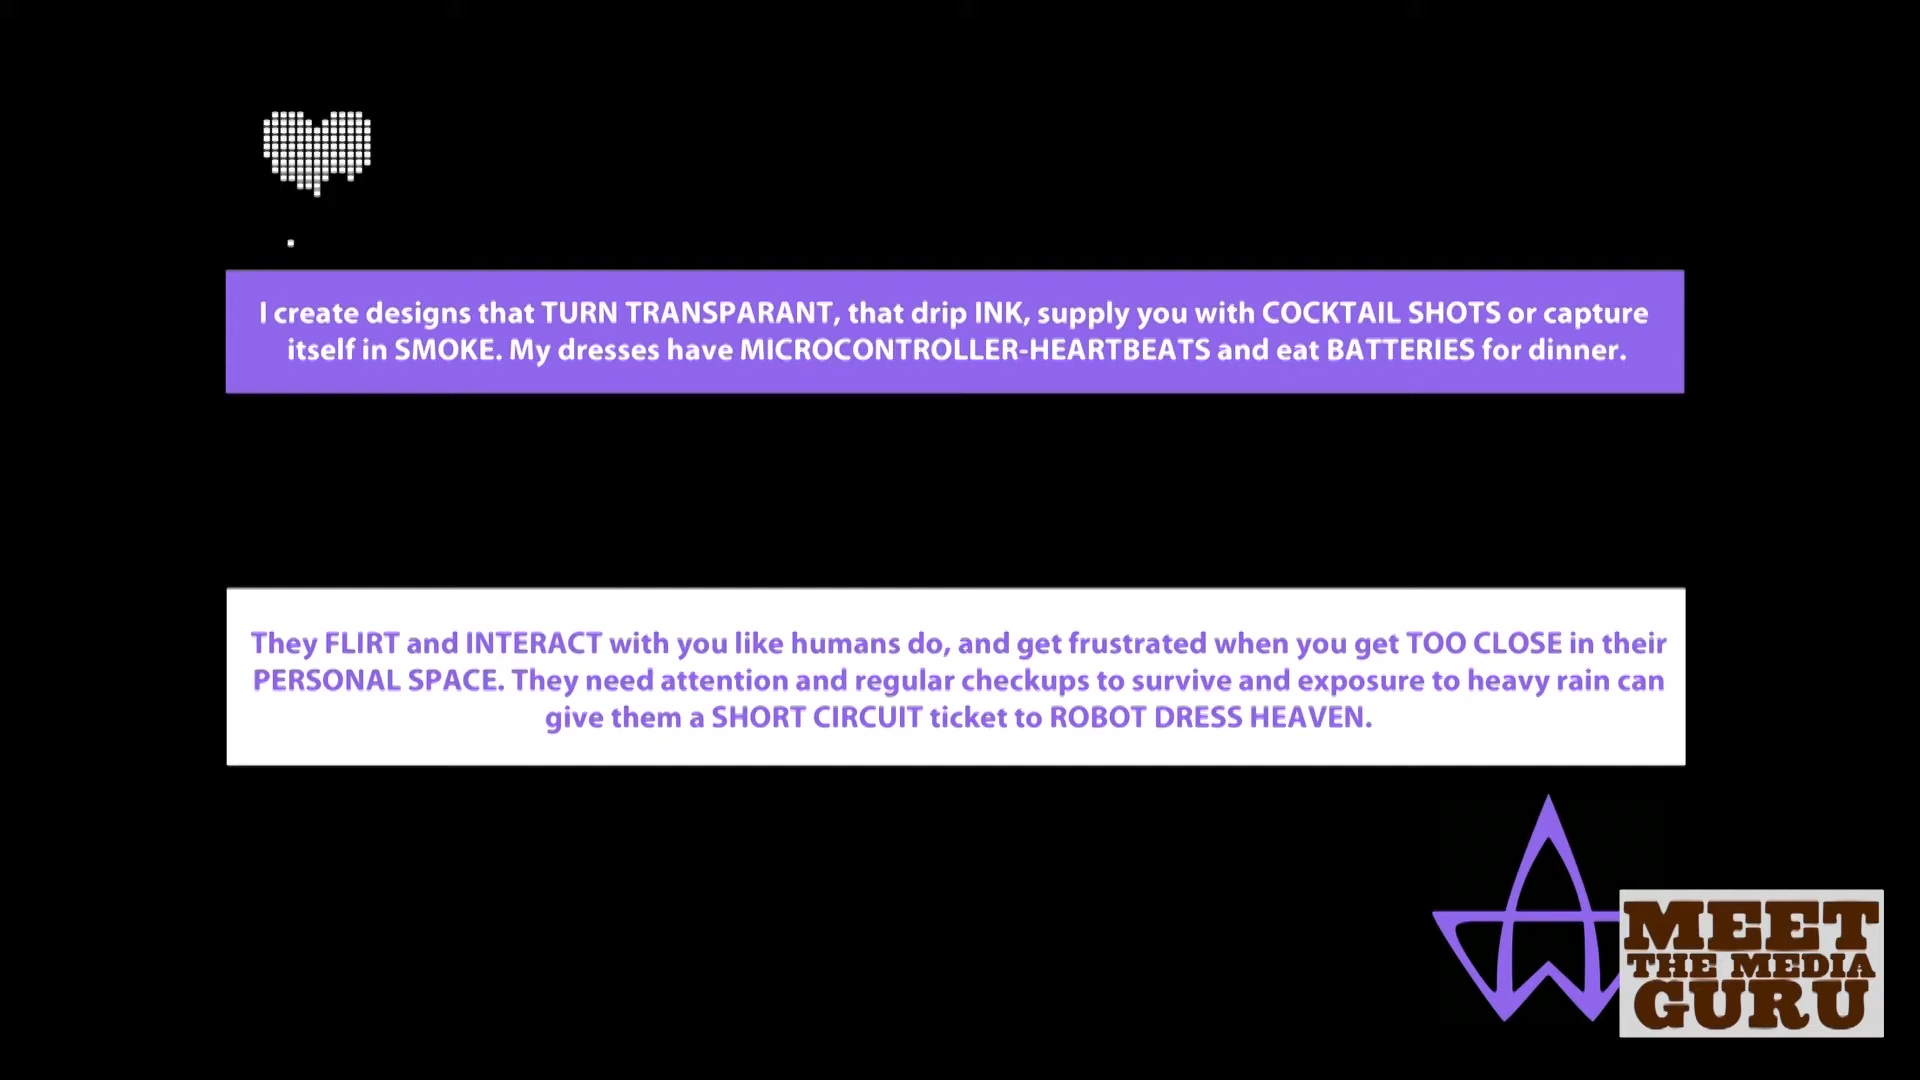 I create designs that TURN TRANSPARANT, that drip INK, supply you with COCKTAIL SHOTS or capture
itself in SMOKE. My dresses have MICROCONTROLLER-HEARTBEATS and eat BATTERIES for dinner.
They FLIRT and INTERACT with you like humans do, and get frustrated when you get TOO CLOSE in their
PERSONAL SPACE. They need attention and regular checkups to survive and exposure to heavy rain can
give them a SHORT CIRCUIT ticket to ROBOT DRESS HEAVEN.
MEET
THE MEDIA
GURU